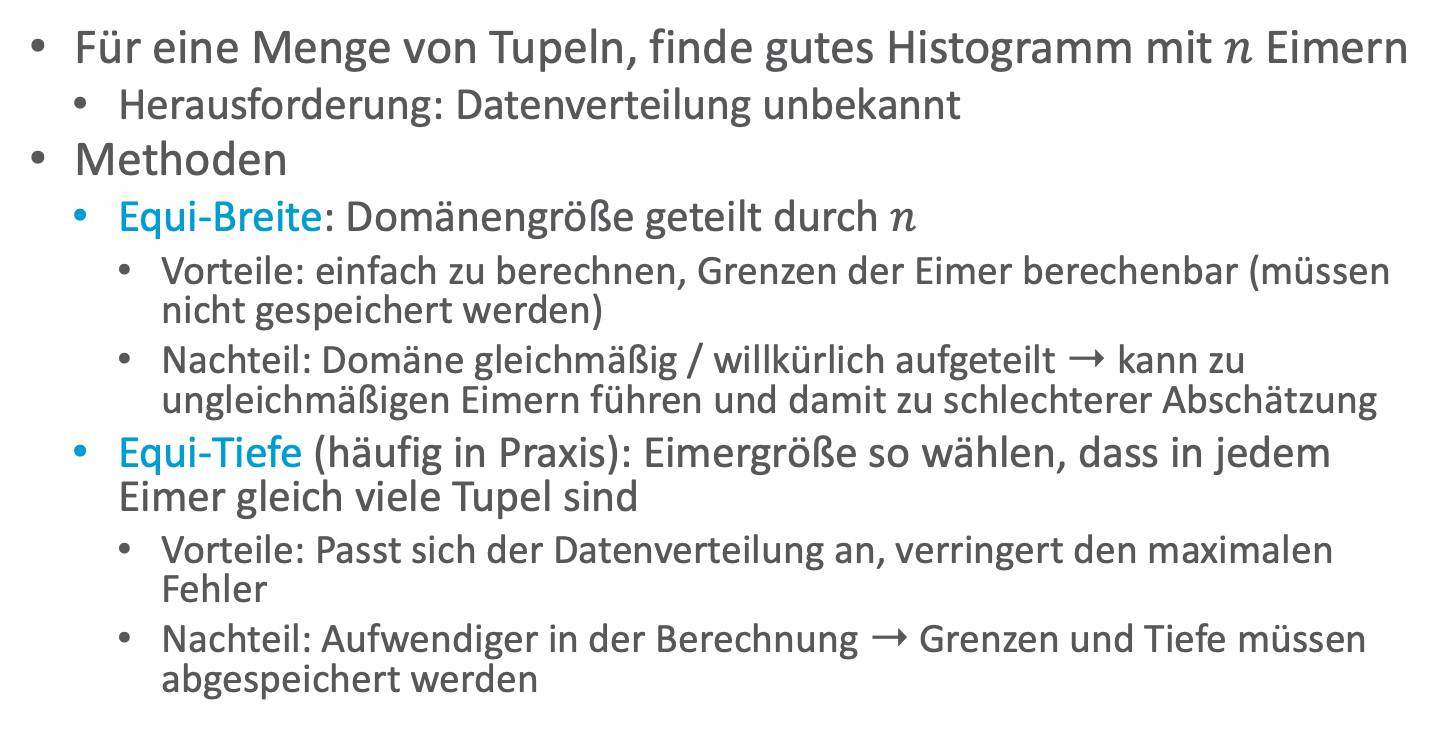 • Für eine Menge von Tupeln, finde gutes Histogramm mit n Eimern
• Herausforderung: Datenverteilung unbekannt
• Methoden
• Equi-Breite: Domänengröße geteilt durch n
• Vorteile: einfach zu berechnen, Grenzen der Eimer berechenbar (müssen
nicht gespeichert werden)
• Nachteil: Domäne gleichmäßig / willkürlich aufgeteilt → kann zu
ungleichmäßigen Eimern führen und damit zu schlechterer Abschätzung
• Equi-Tiefe (häufig in Praxis): Eimergröße so wählen, dass in jedem
Eimer gleich viele Tupel sind
• Vorteile: Passt sich der Datenverteilung an, verringert den maximalen
Fehler
• Nachteil: Aufwendiger in der Berechnung → Grenzen und Tiefe müssen
abgespeichert werden